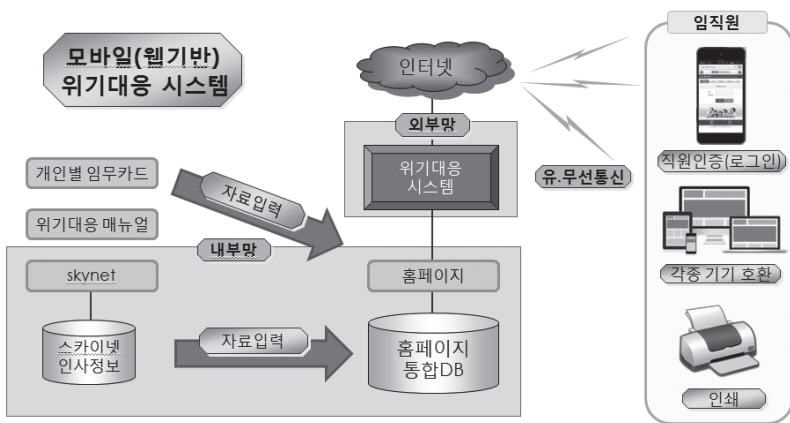 모바일(웹기반)
위기대응 시스템
인터넷
임직원
외부망
위기대응
시스템
직원인증(로그인)
유.무선통신
개인별 임무카드
자료입력
위기대응 매뉴얼
내부망
skynet
홈페이지
각종 기기 호환
스카이넷
인사정보
자료입력
홈페이지
통합DB
인쇄